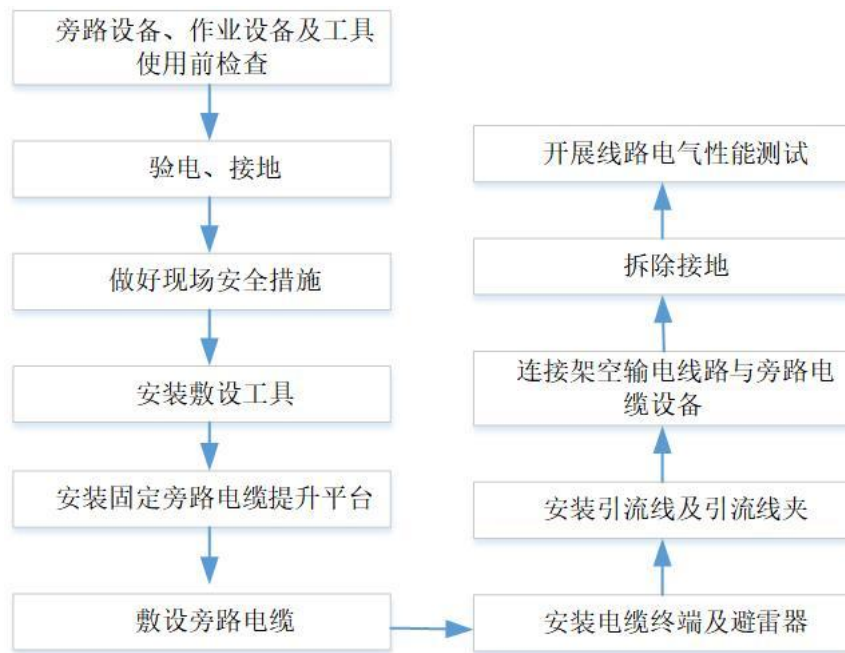 旁路设备、作业设备及工具
使用前检查
验电、接地
做好现场安全措施
安装敷设工具
安装固定旁路电缆提升平台
敷设旁路电缆
安装电缆终端及避雷器
安装引流线及引流线夹
连接架空输电线路与旁路电
缆设备
拆除接地
开展线路电气性能测试